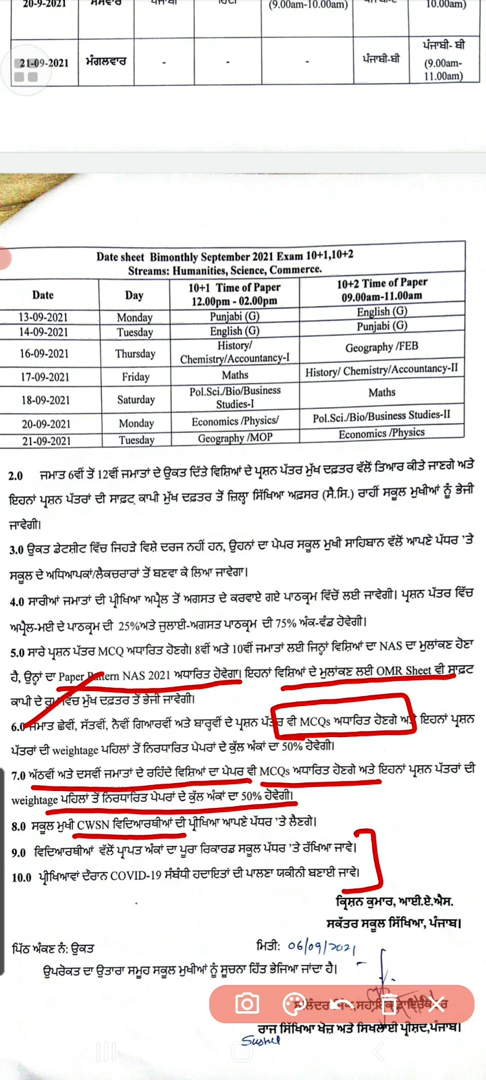 20-9-2021 ਸੋਮਵਾਰ ਪੰਜਾਬੀ ਹਿੰਦੀ (9.00am-10.00am) 10.00am)
21-09-2021 ਮੰਗਲਵਾਰ - - - ਪੰਜਾਬੀ-ਬੀ ਪੰਜਾਬੀ- ਬੀ (9.00am-11.00am)
Date sheet Bimonthly September 2021 Exam 10+1,10+2
Streams: Humanities, Science, Commerce.
Date Day 10+1 Time of Paper 12.00pm - 02.00pm 10+2 Time of Paper 09.00am-11.00am
13-09-2021 Monday Punjabi (G) English (G)
14-09-2021 Tuesday English (G) Punjabi (G)
16-09-2021 Thursday History/ Chemistry/Accountancy-I Geography /FEB
17-09-2021 Friday Maths History/ Chemistry/Accountancy-II
18-09-2021 Saturday Pol.Sci./Bio/Business Studies-I Maths
20-09-2021 Monday Economics /Physics/ Pol.Sci./Bio/Business Studies-II
21-09-2021 Tuesday Geography /MOP Economics /Physics
2.0 ਜਮਾਤ 6ਵੀਂ ਤੋਂ 12ਵੀਂ ਜਮਾਤਾਂ ਦੇ ਉਕਤ ਦਿੱਤੇ ਵਿਸ਼ਿਆਂ ਦੇ ਪ੍ਰਸ਼ਨ ਪੱਤਰ ਮੁੱਖ ਦਫ਼ਤਰ ਵੱਲੋਂ ਤਿਆਰ ਕੀਤੇ ਜਾਣਗੇ ਅਤੇ
ਇਹਨਾਂ ਪ੍ਰਸ਼ਨ ਪੱਤਰਾਂ ਦੀ ਸਾਫ਼ਟ ਕਾਪੀ ਮੁੱਖ ਦਫ਼ਤਰ ਤੋਂ ਜ਼ਿਲ੍ਹਾ ਸਿੱਖਿਆ ਅਫ਼ਸਰ (ਸੈ.ਸਿ.) ਰਾਹੀਂ ਸਕੂਲ ਮੁਖੀਆਂ ਨੂੰ ਭੇਜੀ
ਜਾਵੇਗੀ।
3.0 ਉਕਤ ਡੇਟਸ਼ੀਟ ਵਿੱਚ ਜਿਹੜੇ ਵਿਸ਼ੇ ਦਰਜ ਨਹੀਂ ਹਨ, ਉਹਨਾਂ ਦਾ ਪੇਪਰ ਸਕੂਲ ਮੁਖੀ ਸਾਹਿਬਾਨ ਵੱਲੋਂ ਆਪਣੇ ਪੱਧਰ 'ਤੇ
ਸਕੂਲ ਦੇ ਅਧਿਆਪਕਾਂ/ਲੈਕਚਰਾਰਾਂ ਤੋਂ ਬਣਵਾ ਕੇ ਲਿਆ ਜਾਵੇਗਾ।
4.0 ਸਾਰੀਆਂ ਜਮਾਤਾਂ ਦੀ ਪ੍ਰੀਖਿਆ ਅਪ੍ਰੈਲ ਤੋਂ ਅਗਸਤ ਦੇ ਕਰਵਾਏ ਗਏ ਪਾਠਕ੍ਰਮ ਵਿੱਚੋਂ ਲਈ ਜਾਵੇਗੀ। ਪ੍ਰਸ਼ਨ ਪੱਤਰ ਵਿੱਚ
ਅਪ੍ਰੈਲ-ਮਈ ਦੇ ਪਾਠਕ੍ਰਮ ਦੀ 25%ਅਤੇ ਜੁਲਾਈ-ਅਗਸਤ ਪਾਠਕ੍ਰਮ ਦੀ 75% ਅੰਕ-ਵੰਡ ਹੋਵੇਗੀ।
5.0 ਸਾਰੇ ਪ੍ਰਸ਼ਨ ਪੱਤਰ MCQ ਅਧਾਰਿਤ ਹੋਣਗੇ। 8ਵੀਂ ਅਤੇ 10ਵੀਂ ਜਮਾਤਾਂ ਲਈ ਜਿਨ੍ਹਾਂ ਵਿਸ਼ਿਆਂ ਦਾ NAS ਦਾ ਮੁਲਾਂਕਣ ਹੋਣਾ
ਹੈ, ਉਨ੍ਹਾਂ ਦਾ Paper Pattern NAS 2021 ਅਧਾਰਿਤ ਹੋਵੇਗਾ। ਇਹਨਾਂ ਵਿਸ਼ਿਆਂ ਦੇ ਮੁਲਾਂਕਣ ਲਈ OMR Sheet ਵੀ ਸਾਫ਼ਟ
ਕਾਪੀ ਦੇ ਰੂਪ ਵਿੱਚ ਮੁੱਖ ਦਫ਼ਤਰ ਤੋਂ ਭੇਜੀ ਜਾਵੇਗੀ।
6.0 ਜਮਾਤ ਛੇਵੀਂ, ਸੱਤਵੀਂ, ਨੌਵੀਂ ਗਿਆਰਵੀਂ ਅਤੇ ਬਾਰ੍ਹਵੀਂ ਦੇ ਪ੍ਰਸ਼ਨ ਪੱਤਰ ਵੀ MCQs ਅਧਾਰਿਤ ਹੋਣਗੇ ਅਤੇ ਇਹਨਾਂ ਪ੍ਰਸ਼ਨ
ਪੱਤਰਾਂ ਦੀ weightage ਪਹਿਲਾਂ ਤੋਂ ਨਿਰਧਾਰਿਤ ਪੇਪਰਾਂ ਦੇ ਕੁੱਲ ਅੰਕਾਂ ਦਾ 50% ਹੋਵੇਗੀ।
7.0 ਅੱਠਵੀਂ ਅਤੇ ਦਸਵੀਂ ਜਮਾਤਾਂ ਦੇ ਰਹਿੰਦੇ ਵਿਸ਼ਿਆਂ ਦਾ ਪੇਪਰ ਵੀ MCQs ਅਧਾਰਿਤ ਹੋਣਗੇ ਅਤੇ ਇਹਨਾਂ ਪ੍ਰਸ਼ਨ ਪੱਤਰਾਂ ਦੀ
weightage ਪਹਿਲਾਂ ਤੋਂ ਨਿਰਧਾਰਿਤ ਪੇਪਰਾਂ ਦੇ ਕੁੱਲ ਅੰਕਾਂ ਦਾ 50% ਹੋਵੇਗੀ।
8.0 ਸਕੂਲ ਮੁਖੀ CWSN ਵਿਦਿਆਰਥੀਆਂ ਦੀ ਪ੍ਰੀਖਿਆ ਆਪਣੇ ਪੱਧਰ 'ਤੇ ਲੈਣਗੇ।
9.0 ਵਿਦਿਆਰਥੀਆਂ ਵੱਲੋਂ ਪ੍ਰਾਪਤ ਅੰਕਾਂ ਦਾ ਪੂਰਾ ਰਿਕਾਰਡ ਸਕੂਲ ਪੱਧਰ 'ਤੇ ਰੱਖਿਆ ਜਾਵੇ।
10.0 ਪ੍ਰੀਖਿਆਵਾਂ ਦੌਰਾਨ COVID-19 ਸੰਬੰਧੀ ਹਦਾਇਤਾਂ ਦੀ ਪਾਲਣਾ ਯਕੀਨੀ ਬਣਾਈ ਜਾਵੇ।
ਕ੍ਰਿਸ਼ਨ ਕੁਮਾਰ, ਆਈ.ਏ.ਐਸ.
ਸਕੱਤਰ ਸਕੂਲ ਸਿੱਖਿਆ, ਪੰਜਾਬ।
ਪਿੱਠ ਅੰਕਣ ਨੰ: ਉਕਤ ਮਿਤੀ: 06/09/2021
ਉਪਰੋਕਤ ਦਾ ਉਤਾਰਾ ਸਮੂਹ ਸਕੂਲ ਮੁਖੀਆਂ ਨੂੰ ਸੂਚਨਾ ਹਿੱਤ ਭੇਜਿਆ ਜਾਂਦਾ ਹੈ।
ਰਾਜ ਸਿੱਖਿਆ ਖੋਜ ਅਤੇ ਸਿਖਲਾਈ ਪ੍ਰੀਸ਼ਦ,ਪੰਜਾਬ।